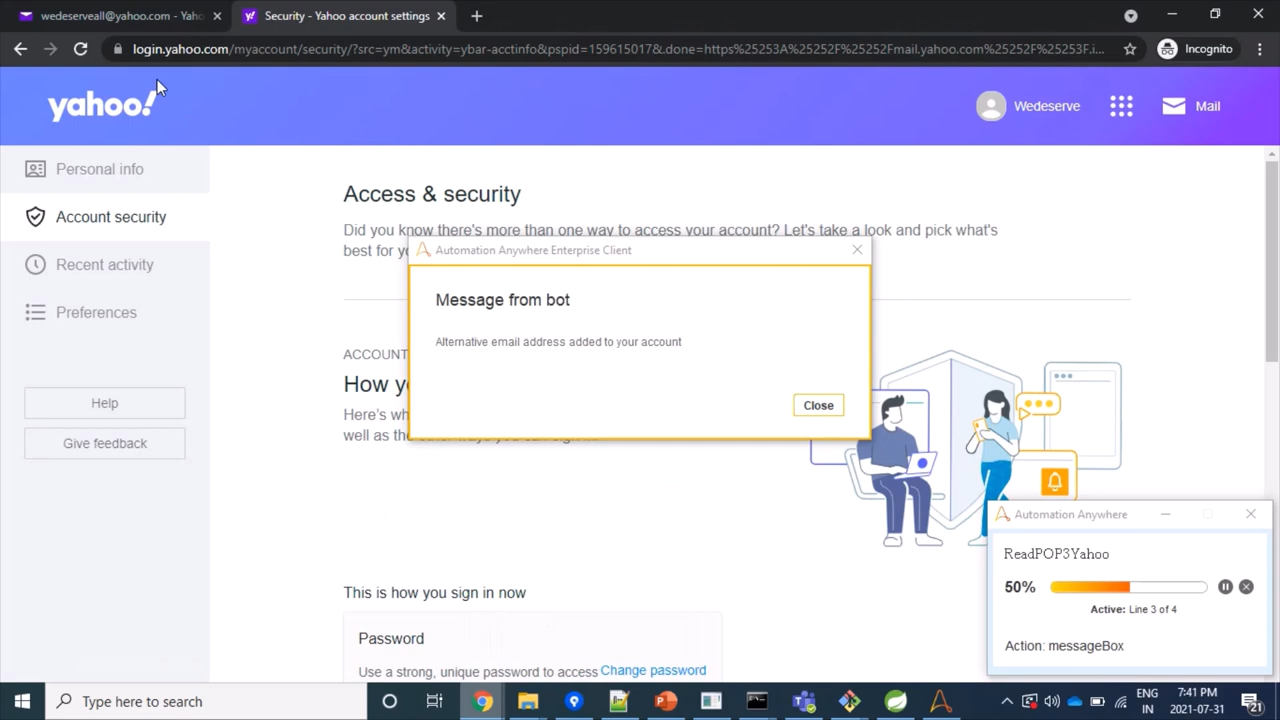 wedeserveall@yahoo.com - Yaho
Security - Yahoo account settings
login.yahoo.com/myaccount/security/?src=ym&activity=ybar-acctinfo&pspid=159615017&.done=https%25253A%25252F%25252Fmail.yahoo.com%25252F%25253F.i...
Incognito
yahoo!
Wedeserve
Mail
Personal info
Account security
Recent activity
Preferences
Help
Give feedback
Access & security
Did you know there's more than one way to access your account? Let's take a look and pick what's
best for yo
Automation Anywhere Enterprise Client
Message from bot
Alternative email address added to your account
Close
ACCOUNT
How yo
Here's wh
well as the
This is how you sign in now
Password
Use a strong, unique password to access Change password
Automation Anywhere
ReadPOP3Yahoo
50%
Active: Line 3 of 4
Action: messageBox
Type here to search
ENG
IN
7:41 PM
2021-07-31
21